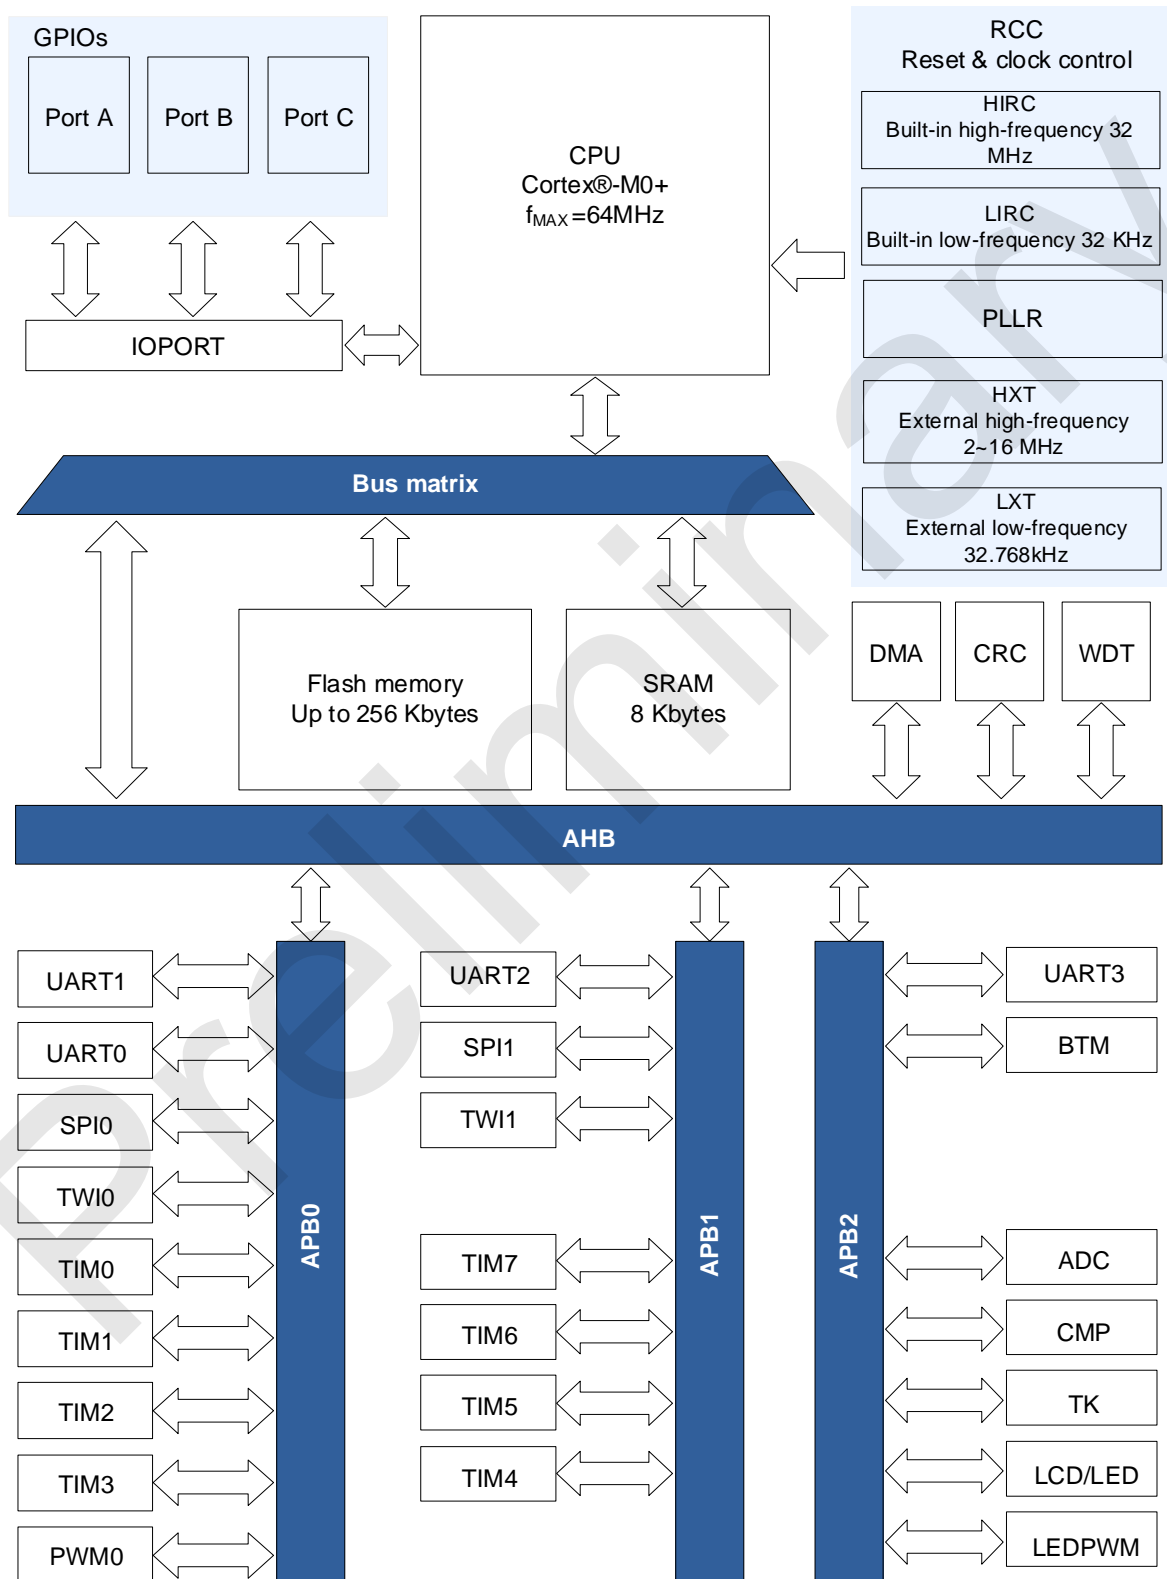 GPIOs
Port A
Port B
Port C
IOPORT
CPU
Cortex®-M0+
fMAX=64MHz
RCC
Reset & clock control
HIRC
Built-in high-frequency 32
MHz
LIRC
Built-in low-frequency 32 KHz
PLLR
HXT
External high-frequency
2~16 MHz
LXT
External low-frequency
32.768kHz
Bus matrix
Flash memory
Up to 256 Kbytes
SRAM
8 Kbytes
DMA
CRC
WDT
AHB
UART1
UART0
SPI0
TWI0
TIM0
TIM1
TIM2
TIM3
PWM0
APB0
UART2
SPI1
TWI1
TIM7
TIM6
TIM5
TIM4
APB1
APB2
UART3
BTM
ADC
CMP
TK
LCD/LED
LEDPWM
Preliminary